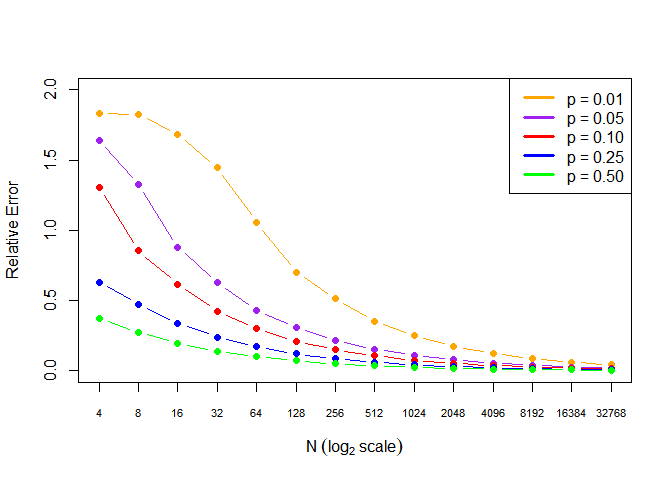 2.0
1.5
1.0
0.5
0.0
Relative Error
p = 0.01
p = 0.05
p = 0.10
p = 0.25
p = 0.50
4 8 16 32 64 128 256 512 1024 2048 4096 8192 16384 32768
N (log2 scale)